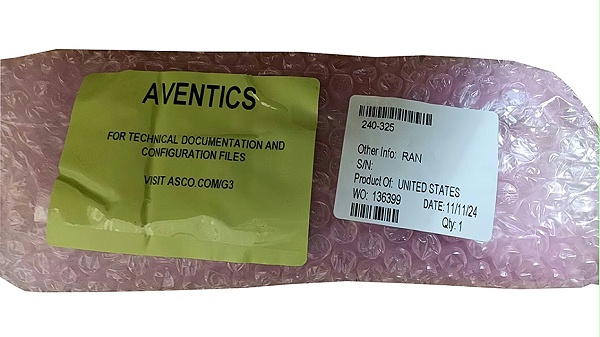 AVENTICS
FOR TECHNICAL DOCUMENTATION AND
CONFIGURATION FILES
VISIT ASCO.COM/G3
240-325
Other Info: RAN
S/N:
Product Of: UNITED STATES
WO: 136399 DATE: 11/11/24
Qty: 1